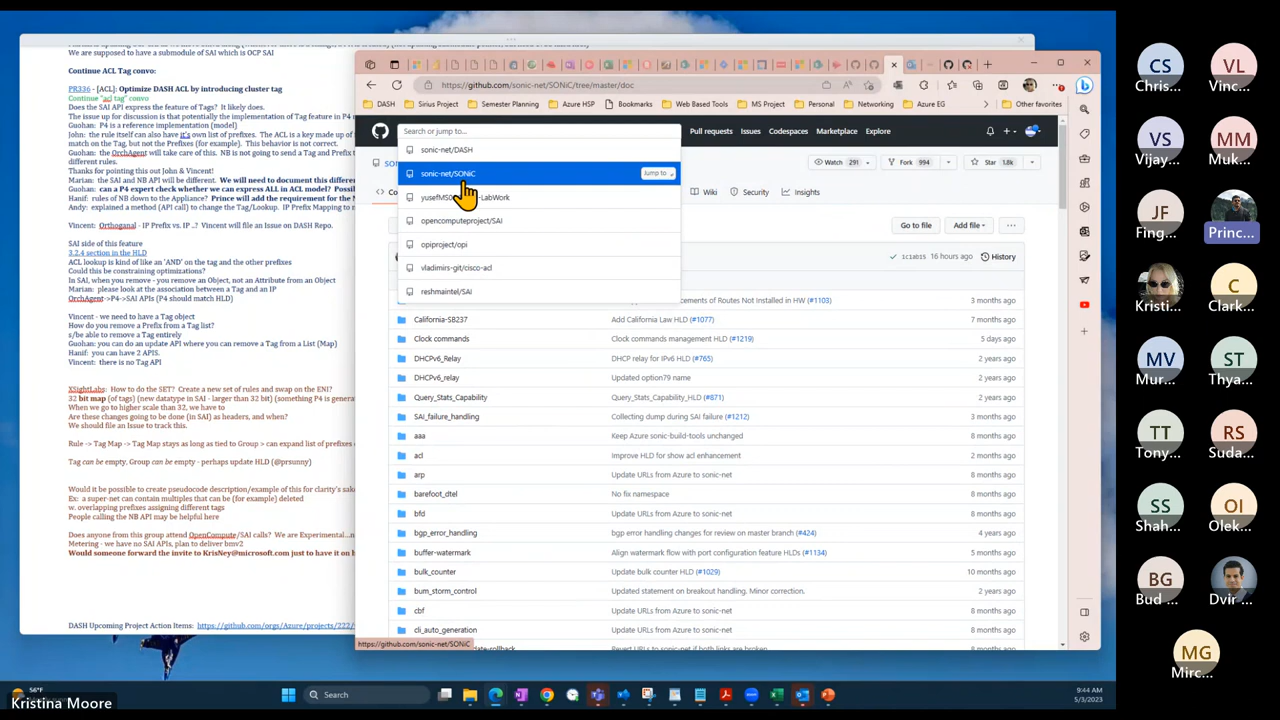 We are supposed to have a submodule of SAI which is OCP SAI
Continue ACL Tag convo:
PR336 - [ACL]: Optimize DASH ACL by introducing cluster tag
Continue "acl tag" convo
Does the SAI API express the feature of Tags? It likely does.
The issue up for discussion is that potentially the implementation of Tag Feature in P4
Guohan: P4 is a reference implementation (model)
John: the rule itself can also have it's own list of prefixes. The ACL is a key made up of
match on the Tag, but not the Prefixes (for example). This behavior is not correct.
Guohan: the OrchAgent will take care of this. NB is not going to send a Tag and Prefix
different rules.
Thanks for pointing this out John & Vincent!
Marian: the SAI and NB API will be different. We will need to document this different
Guohan: can a P4 expert check whether we can express ALL in ACL model? Possi
Hanif: rules of NB down to the Appliance? Prince will add the requirement for the N
Andy: explained a method (API call) to change the Tag/Lookup. IP Prefix Mapping to
Vincent: Orthoganal - IP Prefix vs. IP ..? Vincent will file an Issue on DASH Repo.
SAI side of this feature
3.2.4 section in the HLD
ACL lookup is kind of like an 'AND' on the tag and the other prefixes
Could this be constraining optimizations?
In SAI, when you remove - you remove an Object, not an Attribute from an Object
Marian: please look at the association between a Tag and an IP
OrchAgent->P4->SAI APIs (P4 should match HLD)
Vincent - we need to have a Tag object
How do you remove a Prefix from a Tag list?
s/be able to remove a Tag entirely
Guohan: you can do an update API where you can remove a Tag from a List (Map)
Hanif: you can have 2 APIS.
Vincent: there is no Tag API
XSightLabs: How to do the SET? Create a new set of rules and swap on the ENI?
32 bit map (of tags) (new datatype in SAI - larger than 32 bit) (something P4 is genera
When we go to higher scale than 32, we have to
Are these changes going to be done (in SAI) as headers, and when?
We should file an Issue to track this.
Rule -> Tag Map -> Tag Map stays as long as tied to Group > can expand list of prefixes
Tag can be empty, Group can be empty - perhaps update HLD (@prsunny)
Would it be possible to create pseudocode description/example of this for clarity's sak
Ex: a super-net can contain multiples that can be (for example) deleted
w. overlapping prefixes assigning different tags
People calling the NB API may be helpful here
Does anyone from this group attend OpenCompute/SAI calls? We are Experimental...n
Metering - we have no SAI APIs, plan to deliver bmv2
Would someone forward the invite to KrisNey@microsoft.com just to have it on
DASH Upcoming Project Action Items: https://github.com/orgs/Azure/projects/222/
https://github.com/sonic-net/SONiC/tree/master/doc
DASH Sirius Project Semester Planning Azure HSP Bookmarks Web Based Tools MS Project Personal Networking Azure EG Other favorites
Search or jump to...
Pull requests Issues Codespaces Marketplace Explore
sonic-net/DASH
sonic-net/SONiC Jump to
opencomputeproject/SAI
opiproject/opi
vladimirs-git/cisco-acl
reshmaintel/SAI
Watch 291 Fork 994 Star 1.8k
Wiki Security Insights
Go to file Add file
16 hours ago History
ements of Routes Not Installed in HW (#1103) 3 months ago
California-SB237 Add California Law HLD (#1077) 7 months ago
Clock commands Clock commands management HLD (#1219) 5 days ago
DHCPv6_Relay DHCP relay for IPv6 HLD (#765) 2 years ago
DHCPv6_relay Updated option79 name 2 years ago
Query_Stats_Capability Query_Stats_Capability_HLD (#871) 2 years ago
SAI_failure_handling Collecting dump during SAI failure (#1212) 2 months ago
aaa Keep Azure sonic-build-tools unchanged 8 months ago
acl Improve HLD for show acl enhancement 2 months ago
arp Update URLs from Azure to sonic-net 8 months ago
barefoot_dtel No fix namespace 8 months ago
bfd Update URLs from Azure to sonic-net 8 months ago
bgp_error_handling bgp error handling changes for review on master branch (#424) 4 months ago
buffer-watermark Align watermark flow with port configuration feature HLDs (#1134) 5 months ago
bulk_counter Update bulk counter HLD (#1029) 10 months ago
bum_storm_control Updated statement on breakout handling. Minor correction. 2 years ago
cbf Update URLs from Azure to sonic-net 8 months ago
cli_auto_generation Update URLs from Azure to sonic-net 8 months ago
https://github.com/sonic-net/SONiC
CS Chris...
VL Vinc...
VS Vijay...
MM Muk...
JF Fing...
Princ...
Kristi...
C Clark...
MV Mur...
ST Thya...
TT Tony...
RS Suda...
SS Shah...
OI Olek...
BG Bud ...
Dvir ...
MG Mirc...
56°F
Search
9:44 AM
5/3/2023
Kristina Moore